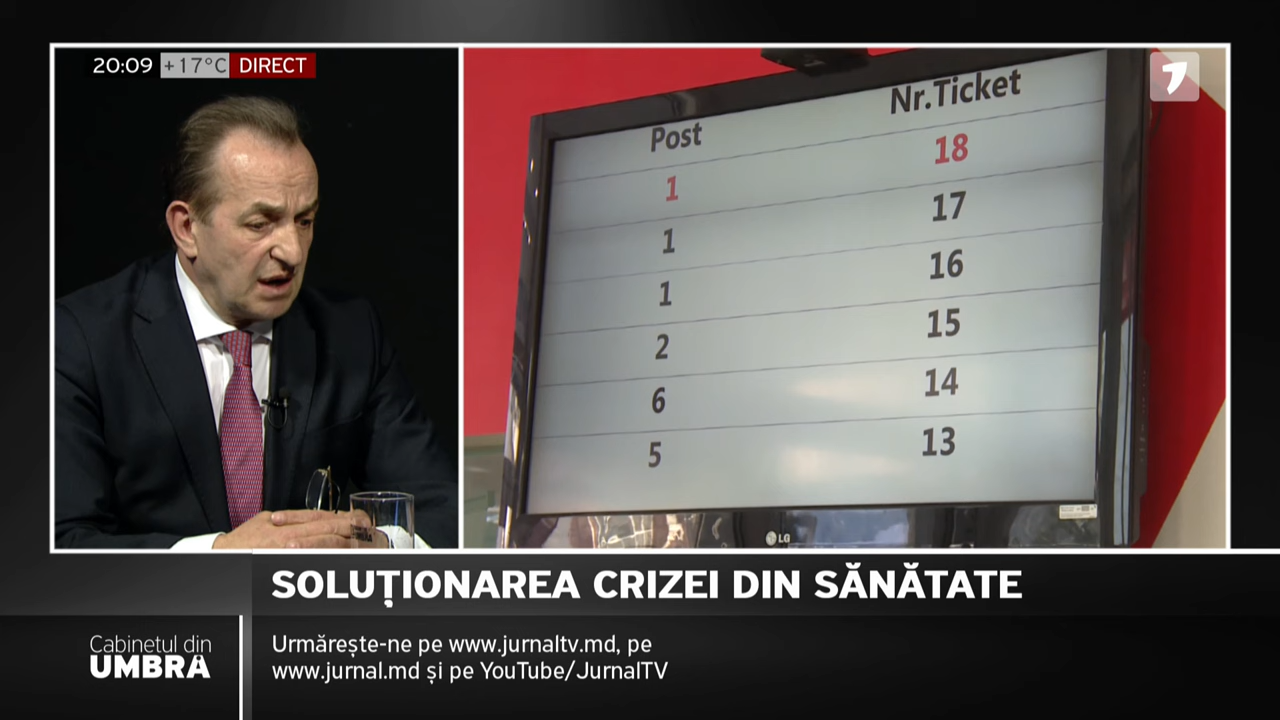 20:09 +17°C DIRECT
Post Nr.Ticket
1 18
1 17
1 16
2 15
6 14
5 13
LG
SOLUȚIONAREA CRIZEI DIN SĂNĂTATE
Cabinetul din
UMBRĂ
Urmărește-ne pe www.jurnaltv.md, pe
www.jurnal.md și pe YouTube/JurnalTV